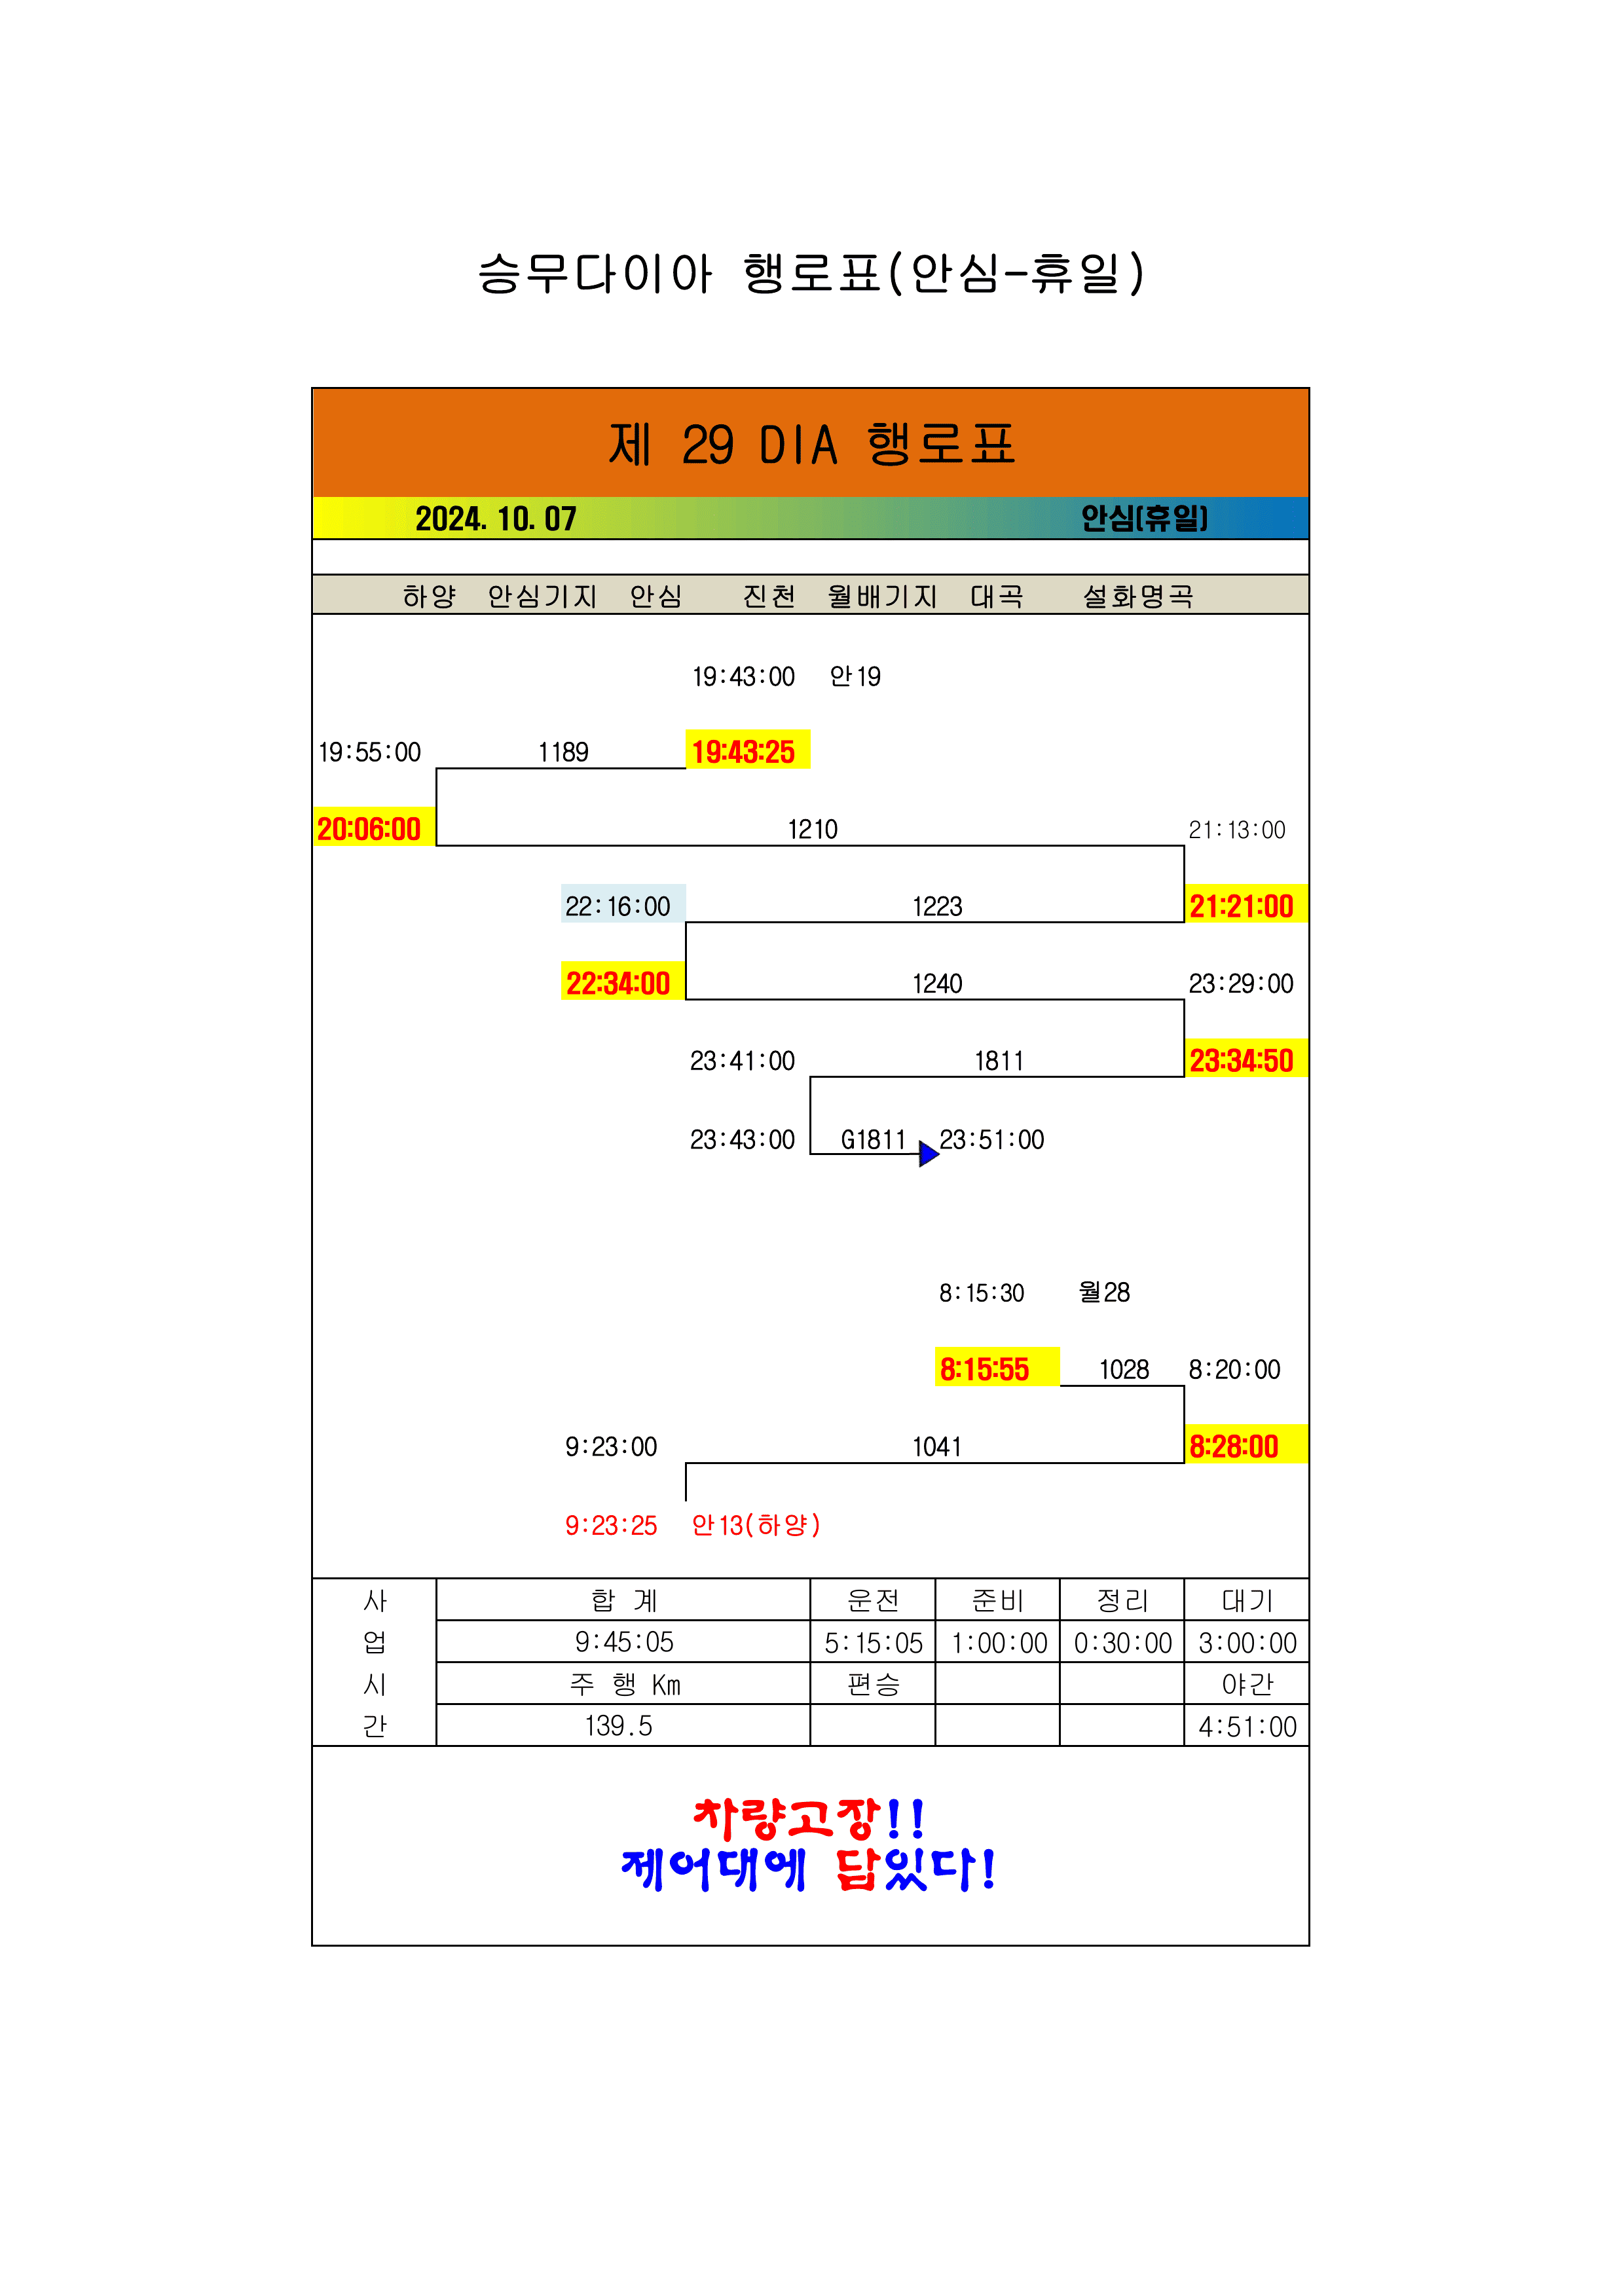 승무다이아 행로표(안심-휴일)
제 29 DIA 행로표
2024. 10. 07 안심(휴일)
하양 안심기지 안심 진천 월배기지 대곡 설화명곡
19:43:00 안19
19:55:00 1189 19:43:25
20:06:00 1210 21:13:00
22:16:00 1223 21:21:00
22:34:00 1240 23:29:00
23:41:00 1811 23:34:50
23:43:00 G1811 23:51:00
8:15:30 월28
8:15:55 1028 8:20:00
9:23:00 1041 8:28:00
9:23:25 안13(하양)
사 합 계 운전 준비 정리 대기
업 9:45:05 5:15:05 1:00:00 0:30:00 3:00:00
시 주 행 Km 편승 야간
간 139.5 4:51:00
차량고장!!
제어대에 답있다!